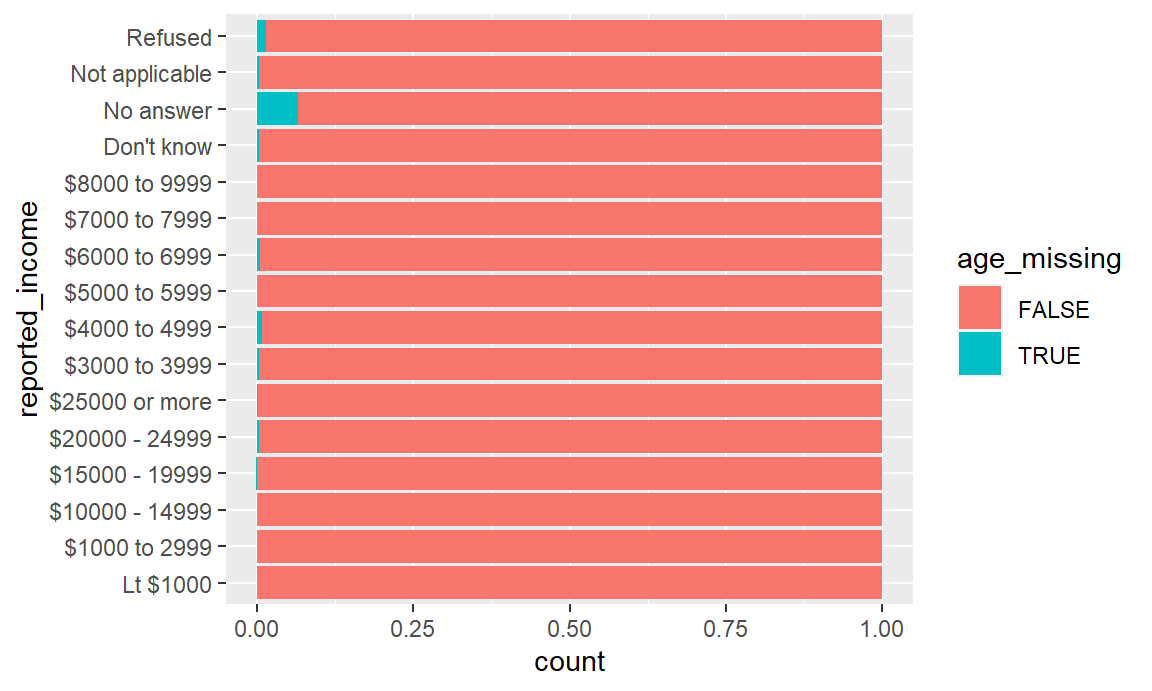 Refused
Not applicable
No answer
Don't know
$8000 to 9999
$7000 to 7999
$6000 to 6999
$5000 to 5999
$4000 to 4999
$3000 to 3999
$25000 or more
$20000 - 24999
$15000 - 19999
$10000 - 14999
$1000 to 2999
Lt $1000
reported_income
0.00 0.25 0.50 0.75 1.00
count
age_missing
FALSE
TRUE